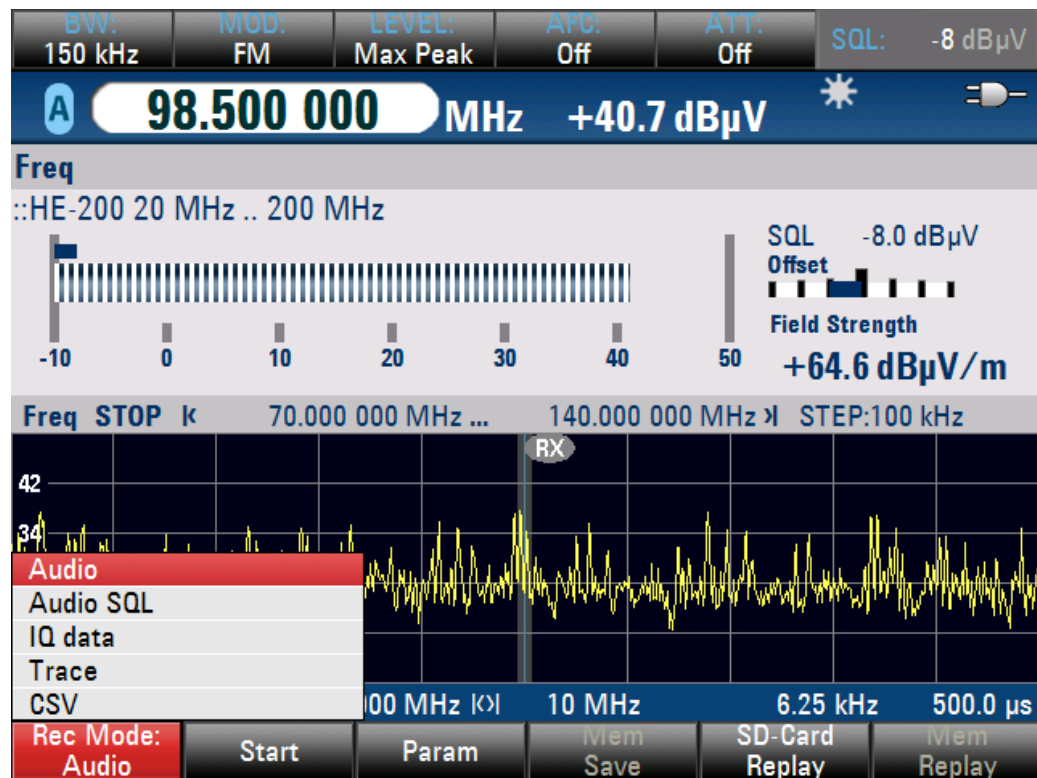 BW: MOD: LEVEL: AFC: ATT: SQL: -8 dBµV
150 kHz FM Max Peak Off Off
A 98.500 000 MHz +40.7 dBµV
Freq
::HE-200 20 MHz .. 200 MHz
SQL -8.0 dBµV
Offset
Field Strength
-10 0 10 20 30 40 50 +64.6 dBµV/m
Freq STOP 70.000 000 MHz ... 140.000 000 MHz STEP:100 kHz
RX
42
34
Audio
Audio SQL
IQ data
Trace
CSV
00 MHz 10 MHz 6.25 kHz 500.0 µs
Rec Mode: Audio
Start
Param
Mem Save
SD-Card Replay
Mem Replay